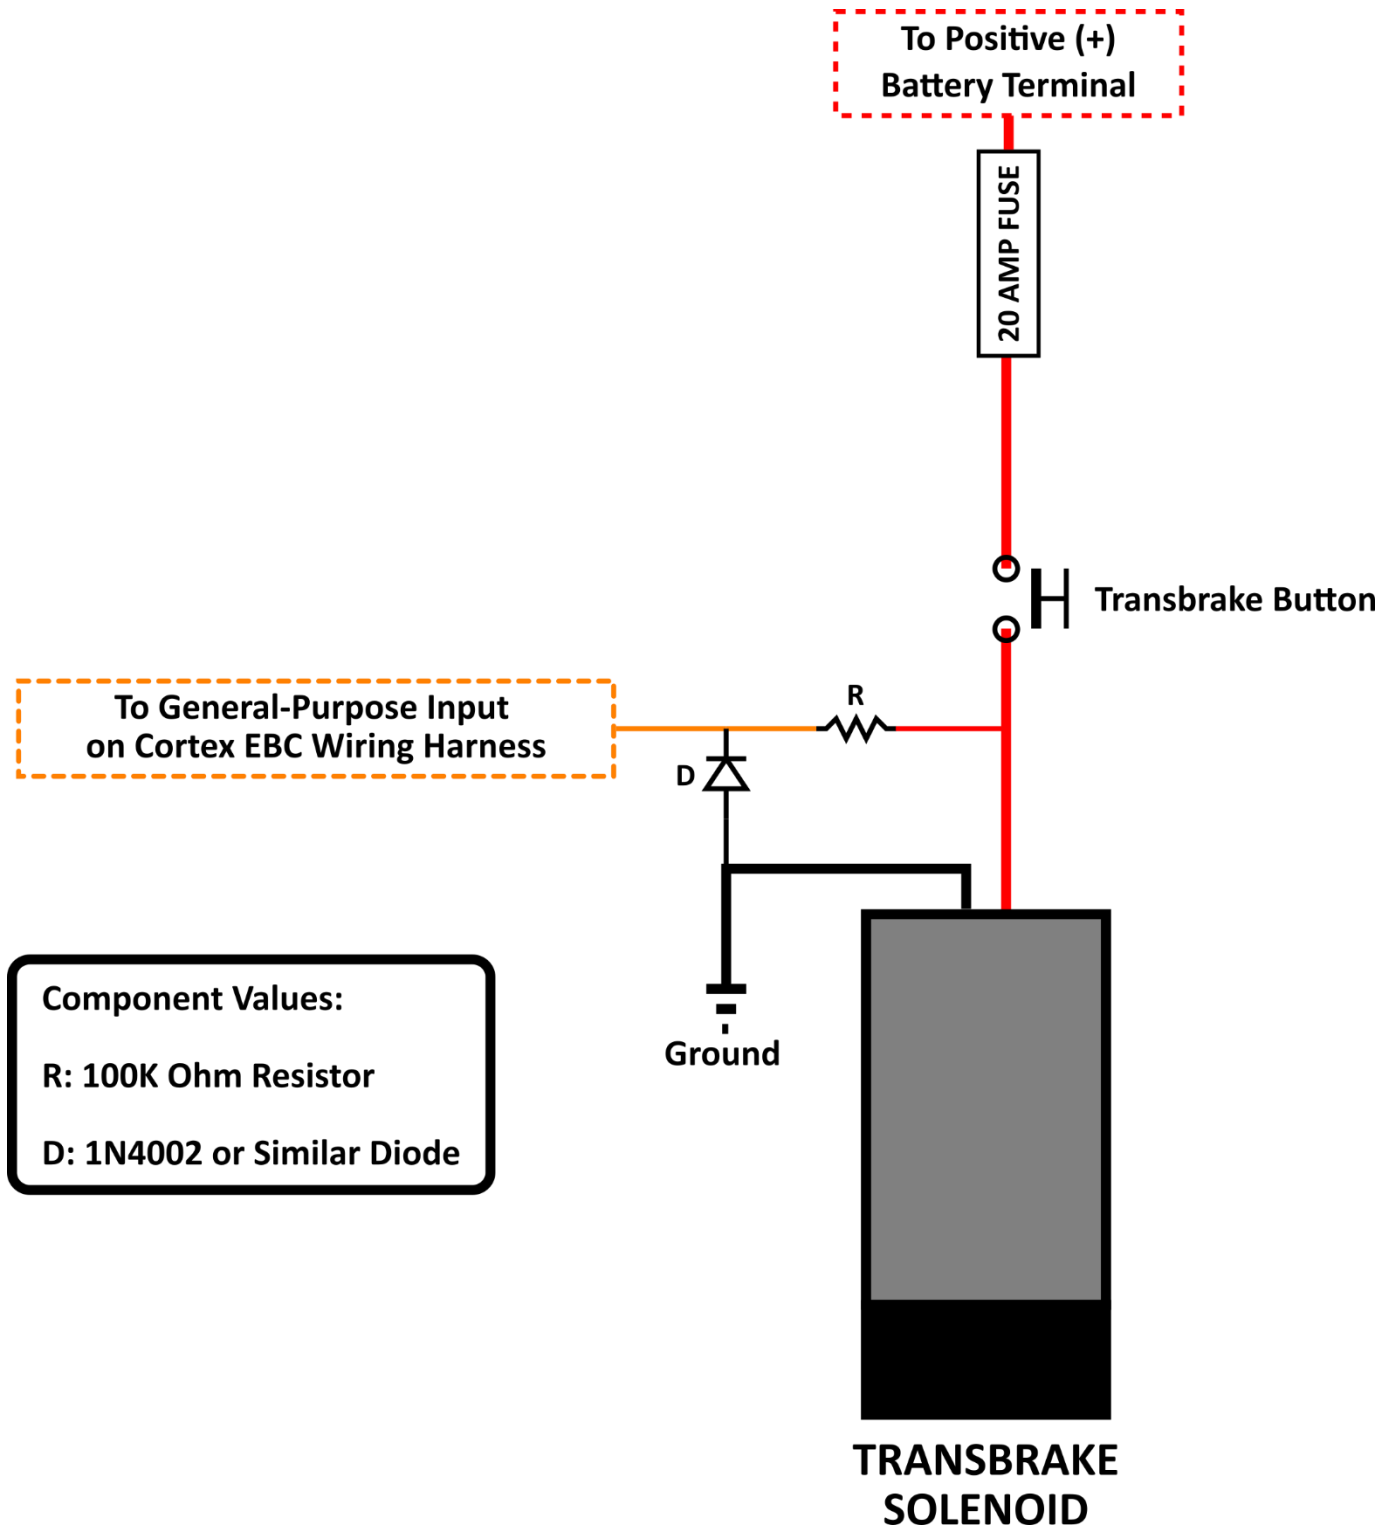 To Positive (+)
Battery Terminal
20 AMP FUSE
Transbrake Button
To General-Purpose Input
on Cortex EBC Wiring Harness
R
D
Ground
Component Values:
R: 100K Ohm Resistor
D: 1N4002 or Similar Diode
TRANSBRAKE
SOLENOID